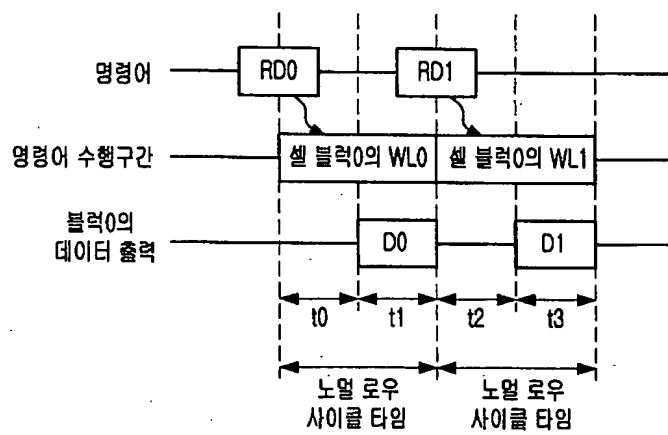 명령어
RD0
RD1
명령어 수행구간
셀 블럭0의 WL0
셀 블럭0의 WL1
블럭0의
데이터 출력
D0
D1
t0
t1
t2
t3
노멀 로우
사이클 타임
노멀 로우
사이클 타임